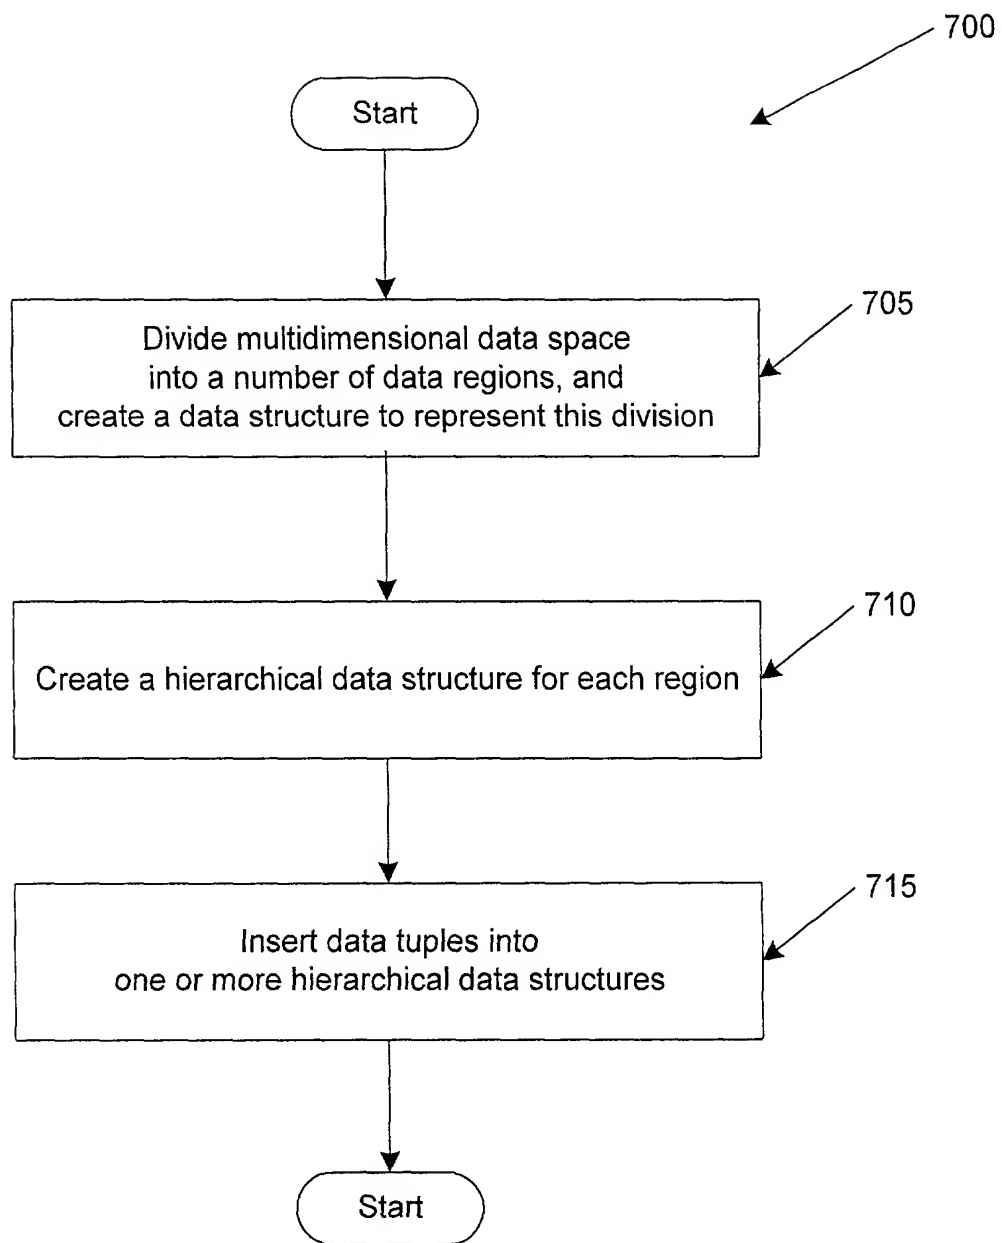 700
Start
705
Divide multidimensional data space
into a number of data regions, and
create a data structure to represent this division
710
Create a hierarchical data structure for each region
715
Insert data tuples into
one or more hierarchical data structures
Start